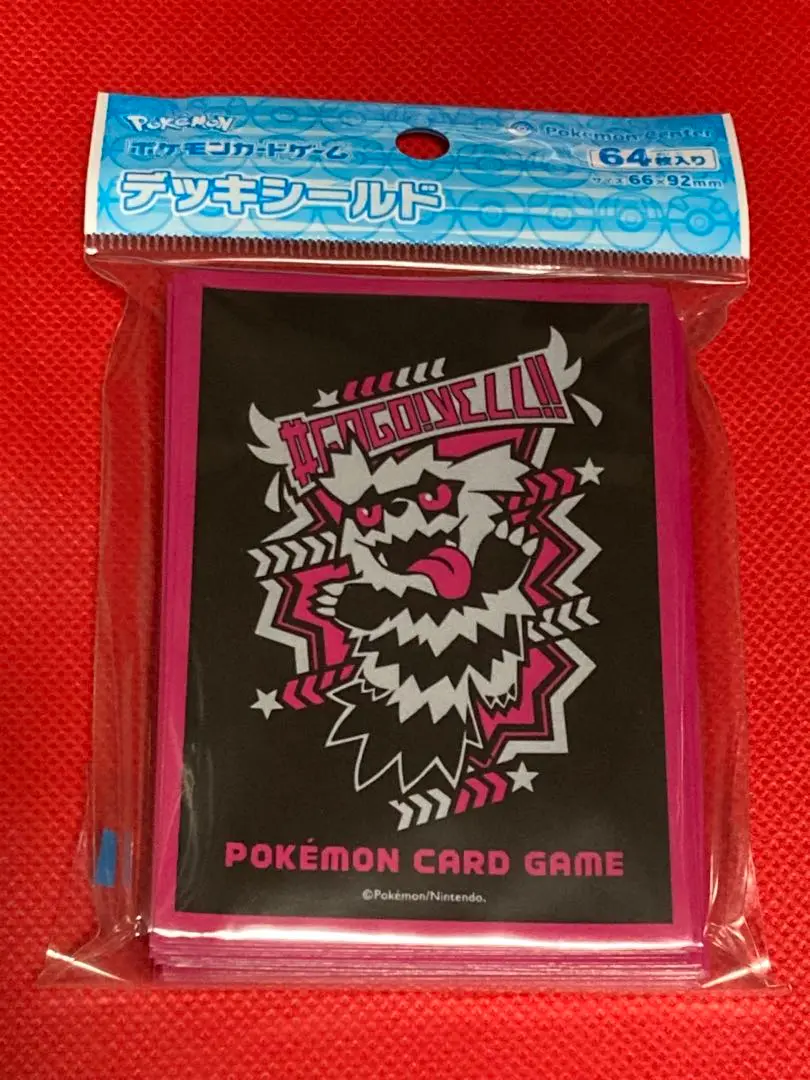 POKÉMON
ポケモンカードゲーム
デッキシールド
Pokémon Center
64枚入り
サイズ 66×92mm
#GOGO!YELL!!
POKÉMON CARD GAME
©Pokémon/Nintendo.